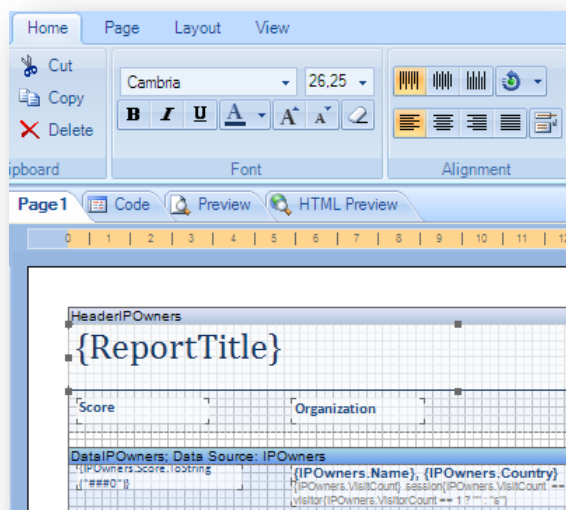 Home Page Layout View
Cut
Copy
Delete
Cambria 26,25
B I U A A A
ipboard Font Alignment
Page1 Code Preview HTML Preview
0 1 2 3 4 5 6 7 8 9 10 11 12
HeaderIPOwners
{ReportTitle}
Score Organization
DataIPOwners; Data Source: IPOwners
{IPOwners.Score.ToString {IPOwners.Name}, {IPOwners.Country}
("###0")} {IPOwners.VisitCount} session{IPOwners.VisitCount ==
visitor{IPOwners.VisitorCount == 1 ? "" : "s"}